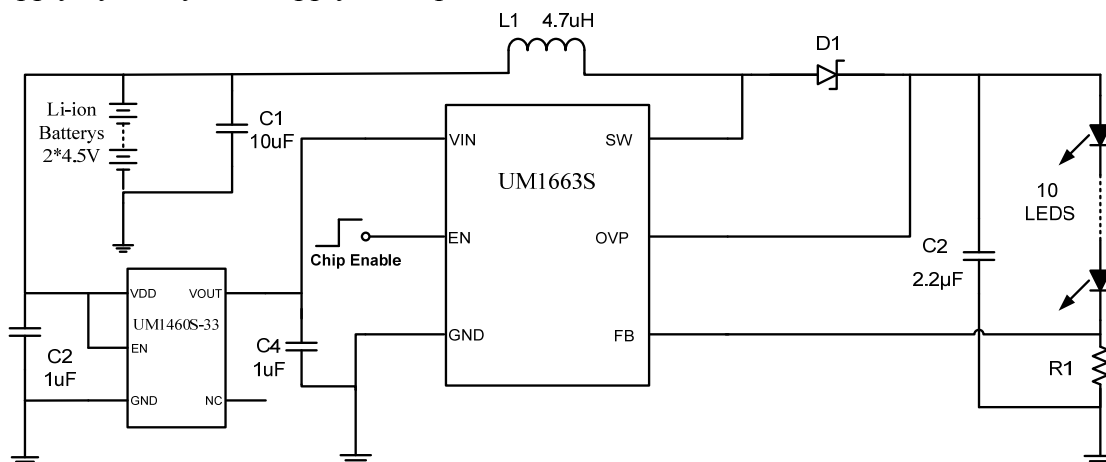 L1 4.7uH
D1
Li-ion
Batterys
2*4.5V
C1
10uF
VIN
SW
UM1663S
EN
OVP
Chip Enable
10
LEDS
C2
2.2µF
VDD
VOUT
UM1460S-33
EN
GND
NC
C2
1uF
C4
1uF
GND
FB
R1